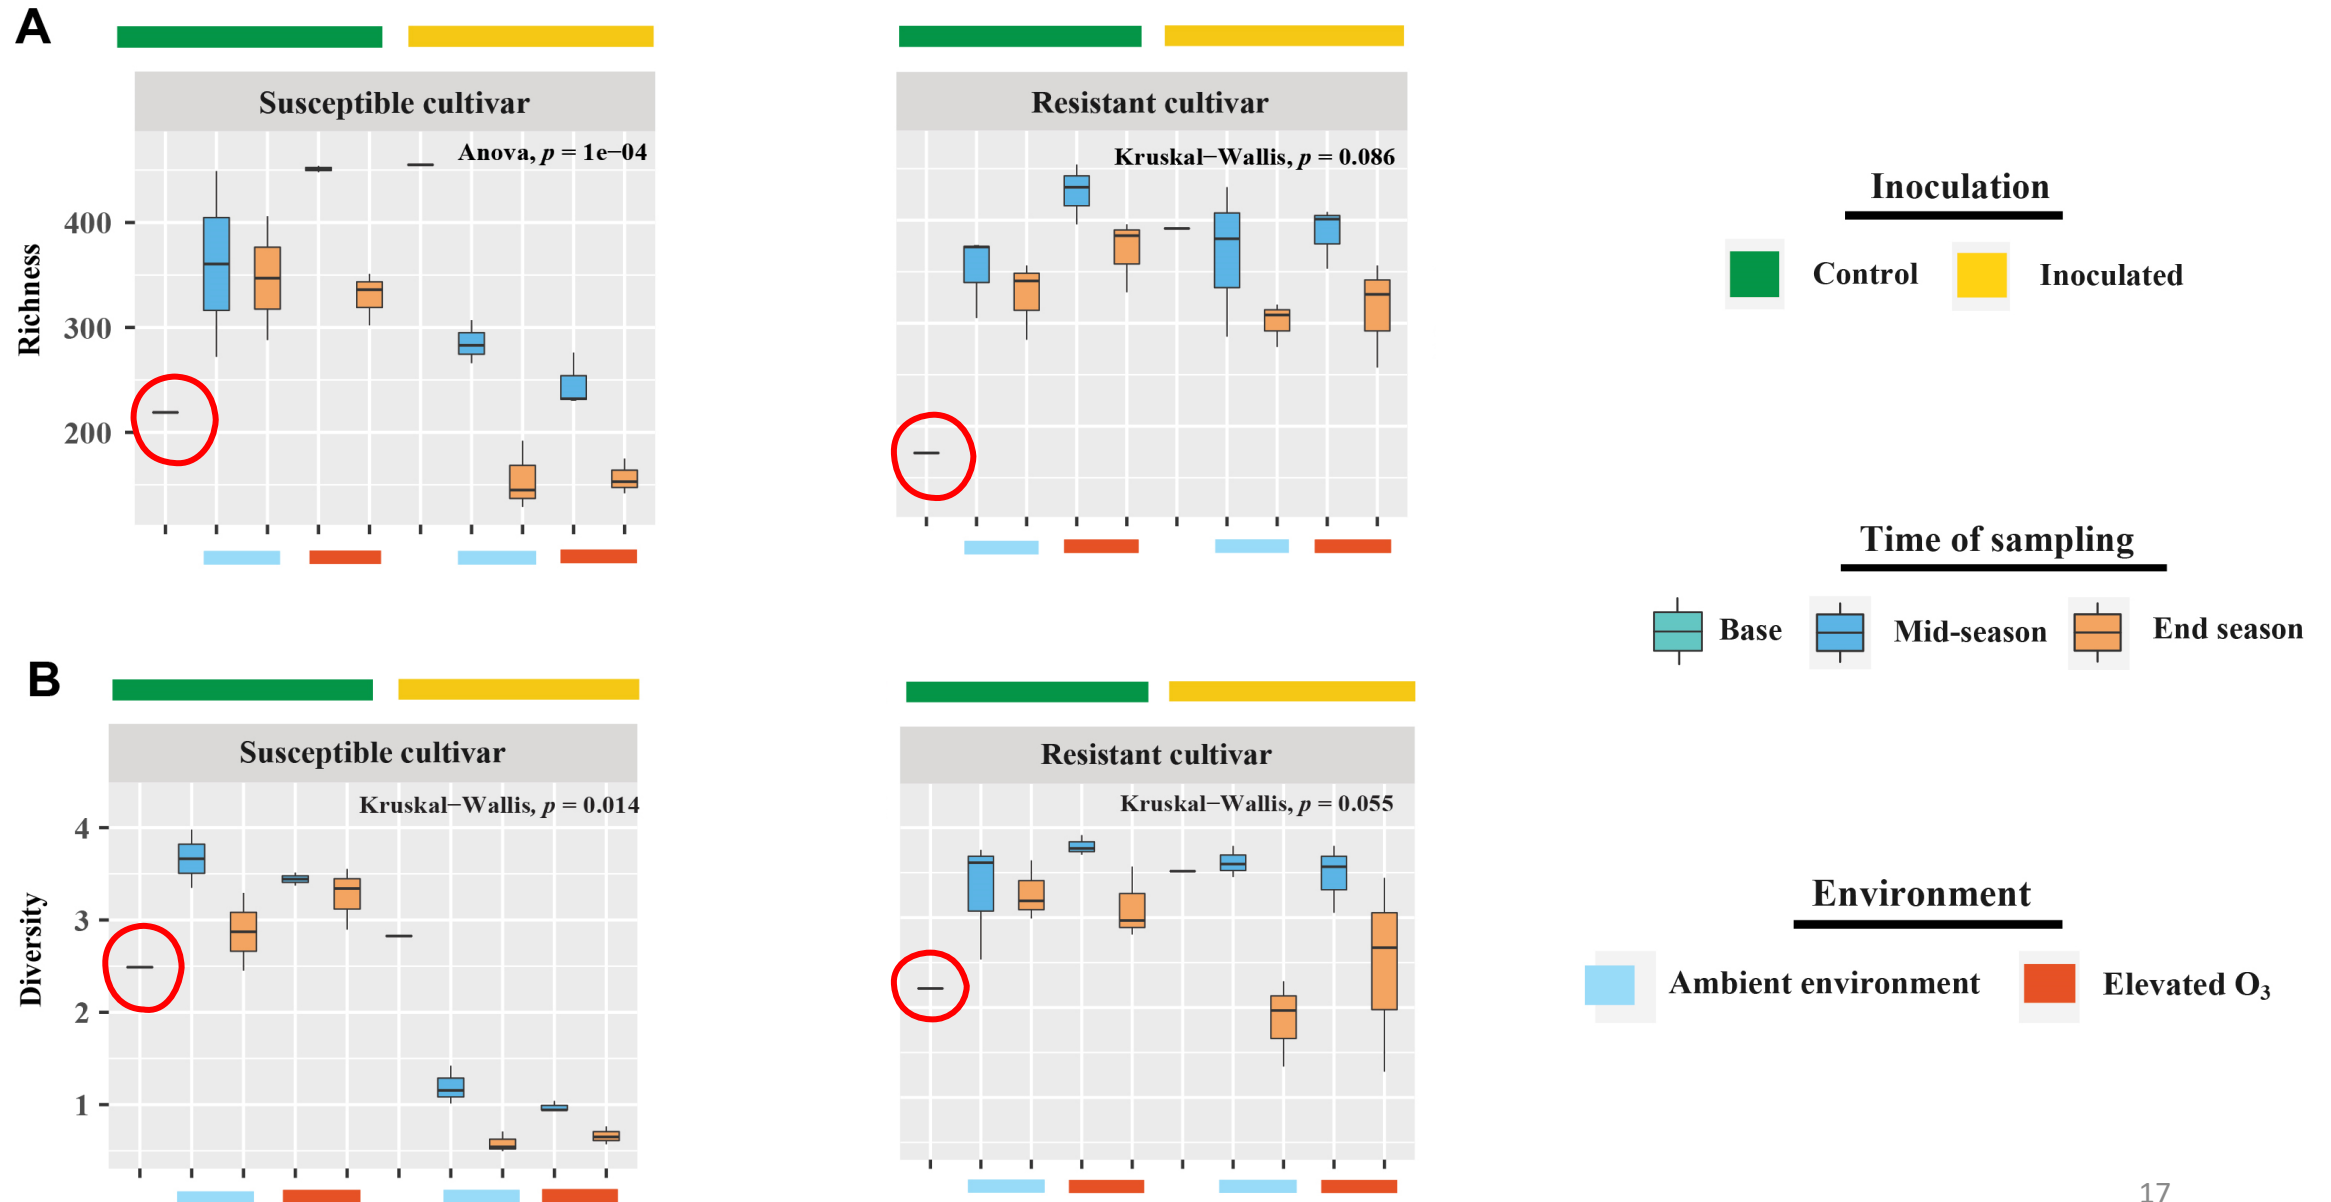 A
Susceptible cultivar
Anova, p = 1e−04
Richness
400
300
200
Resistant cultivar
Kruskal−Wallis, p = 0.086
B
Susceptible cultivar
Kruskal−Wallis, p = 0.014
Diversity
4
3
2
1
Resistant cultivar
Kruskal−Wallis, p = 0.055
Inoculation
Control Inoculated
Time of sampling
Base Mid-season End season
Environment
Ambient environment Elevated O₃
17